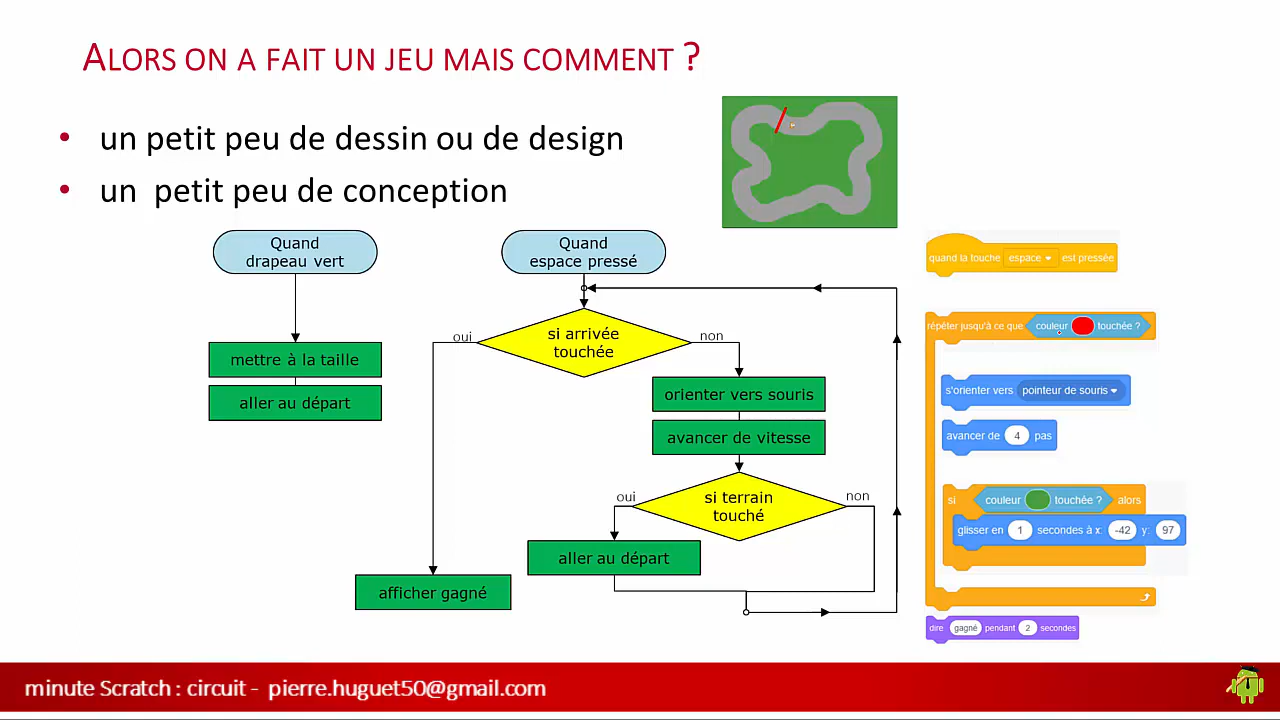 ALORS ON A FAIT UN JEU MAIS COMMENT ?
• un petit peu de dessin ou de design
• un petit peu de conception
Quand
drapeau vert
mettre à la taille
aller au départ
Quand
espace pressé
si arrivée
touchée
oui
non
orienter vers souris
avancer de vitesse
si terrain
touché
oui
non
aller au départ
afficher gagné
quand la touche espace est pressée
répéter jusqu'à ce que couleur touchée ?
s'orienter vers pointeur de souris
avancer de 4 pas
si couleur touchée ? alors
glisser en 1 secondes à x: -42 y: 97
dire gagné pendant 2 secondes
minute Scratch : circuit - pierre.huguet50@gmail.com